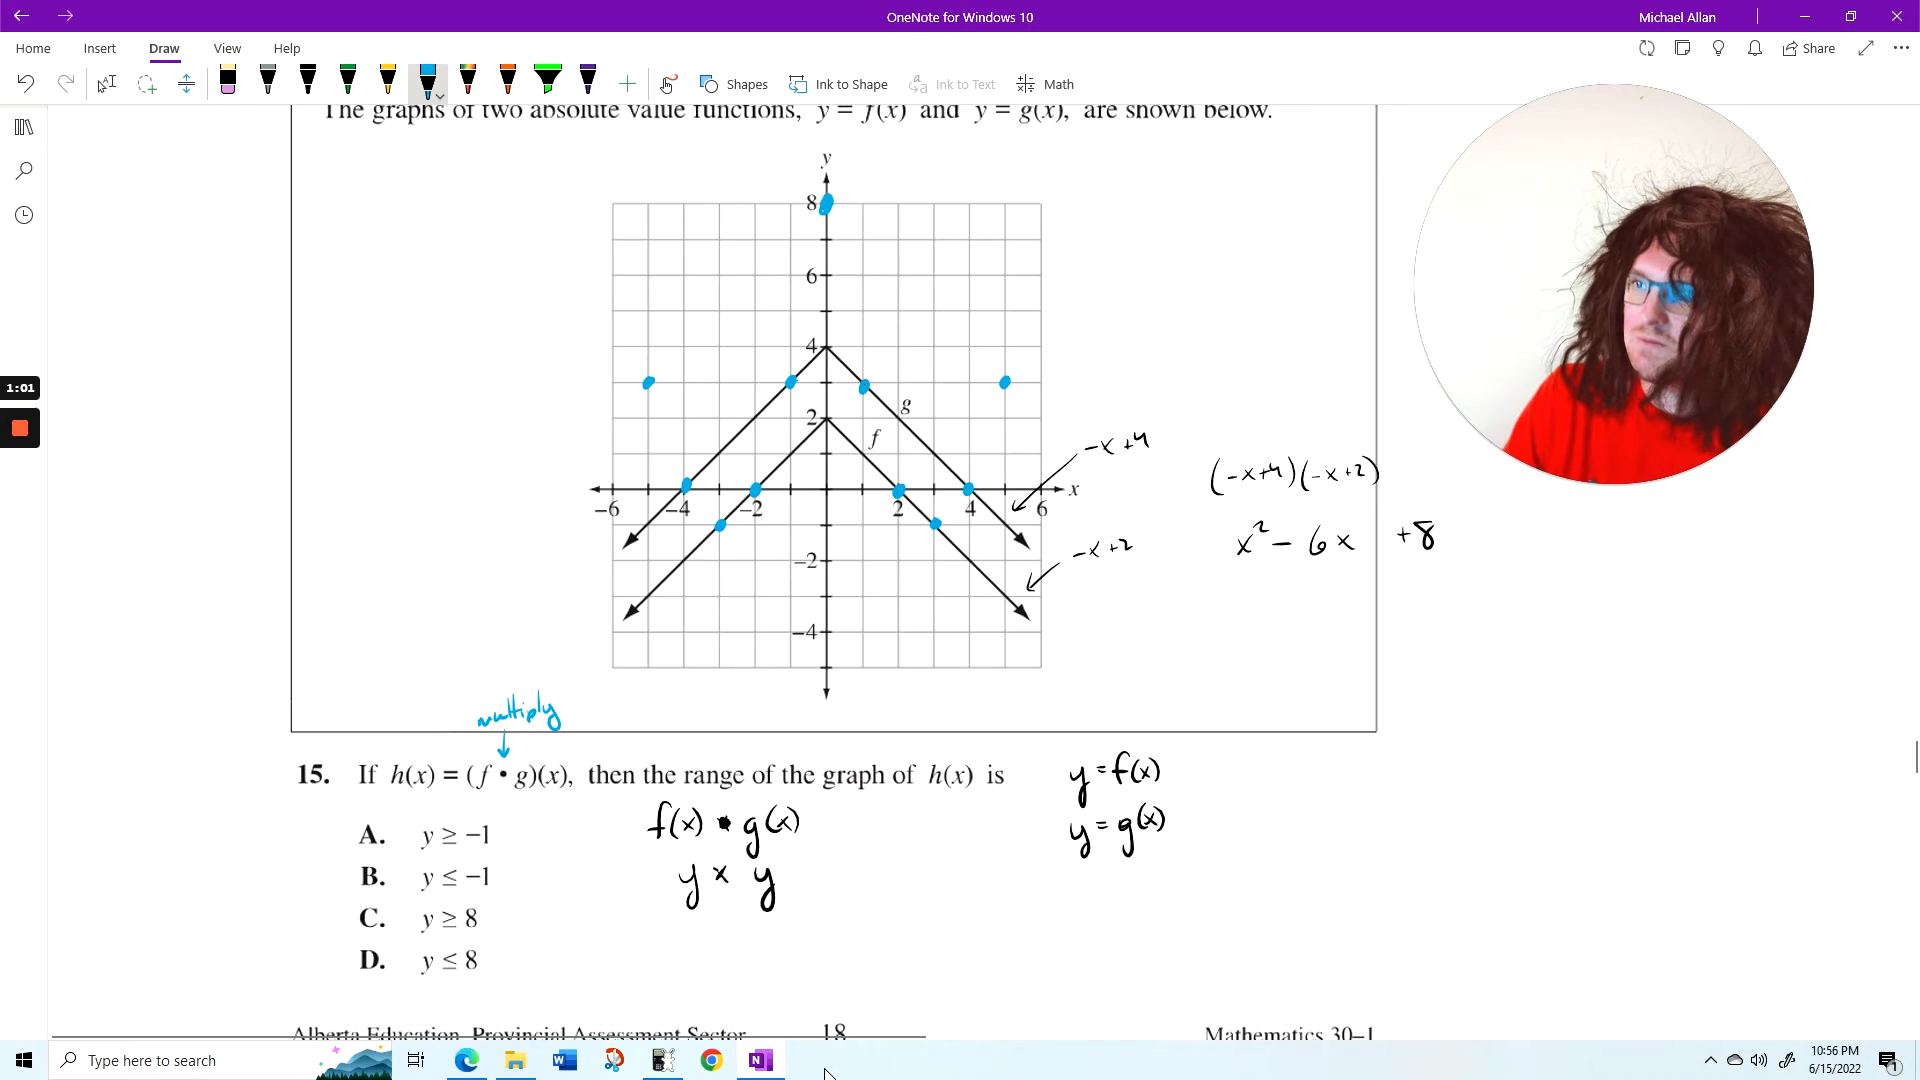 OneNote for Windows 10
Michael Allan
Home Insert Draw View Help
Share
Shapes Ink to Shape Ink to Text Math
The graphs of two absolute value functions, y = f(x) and y = g(x), are shown below.
y
8
6
4
2
g
f
-x+4
(-x+4)(-x+2)
x
−6 −4 −2 2 4 6
x² - 6x +8
-x+2
−2
−4
1:01
multiply
15. If h(x) = (f • g)(x), then the range of the graph of h(x) is
y = f(x)
f(x) • g(x)
y = g(x)
A. y ≥ −1
y x y
B. y ≤ −1
C. y ≥ 8
D. y ≤ 8
Alberta Education, Provincial Assessment Sector 18 Mathematics 30–1
Type here to search
10:56 PM
6/15/2022
1